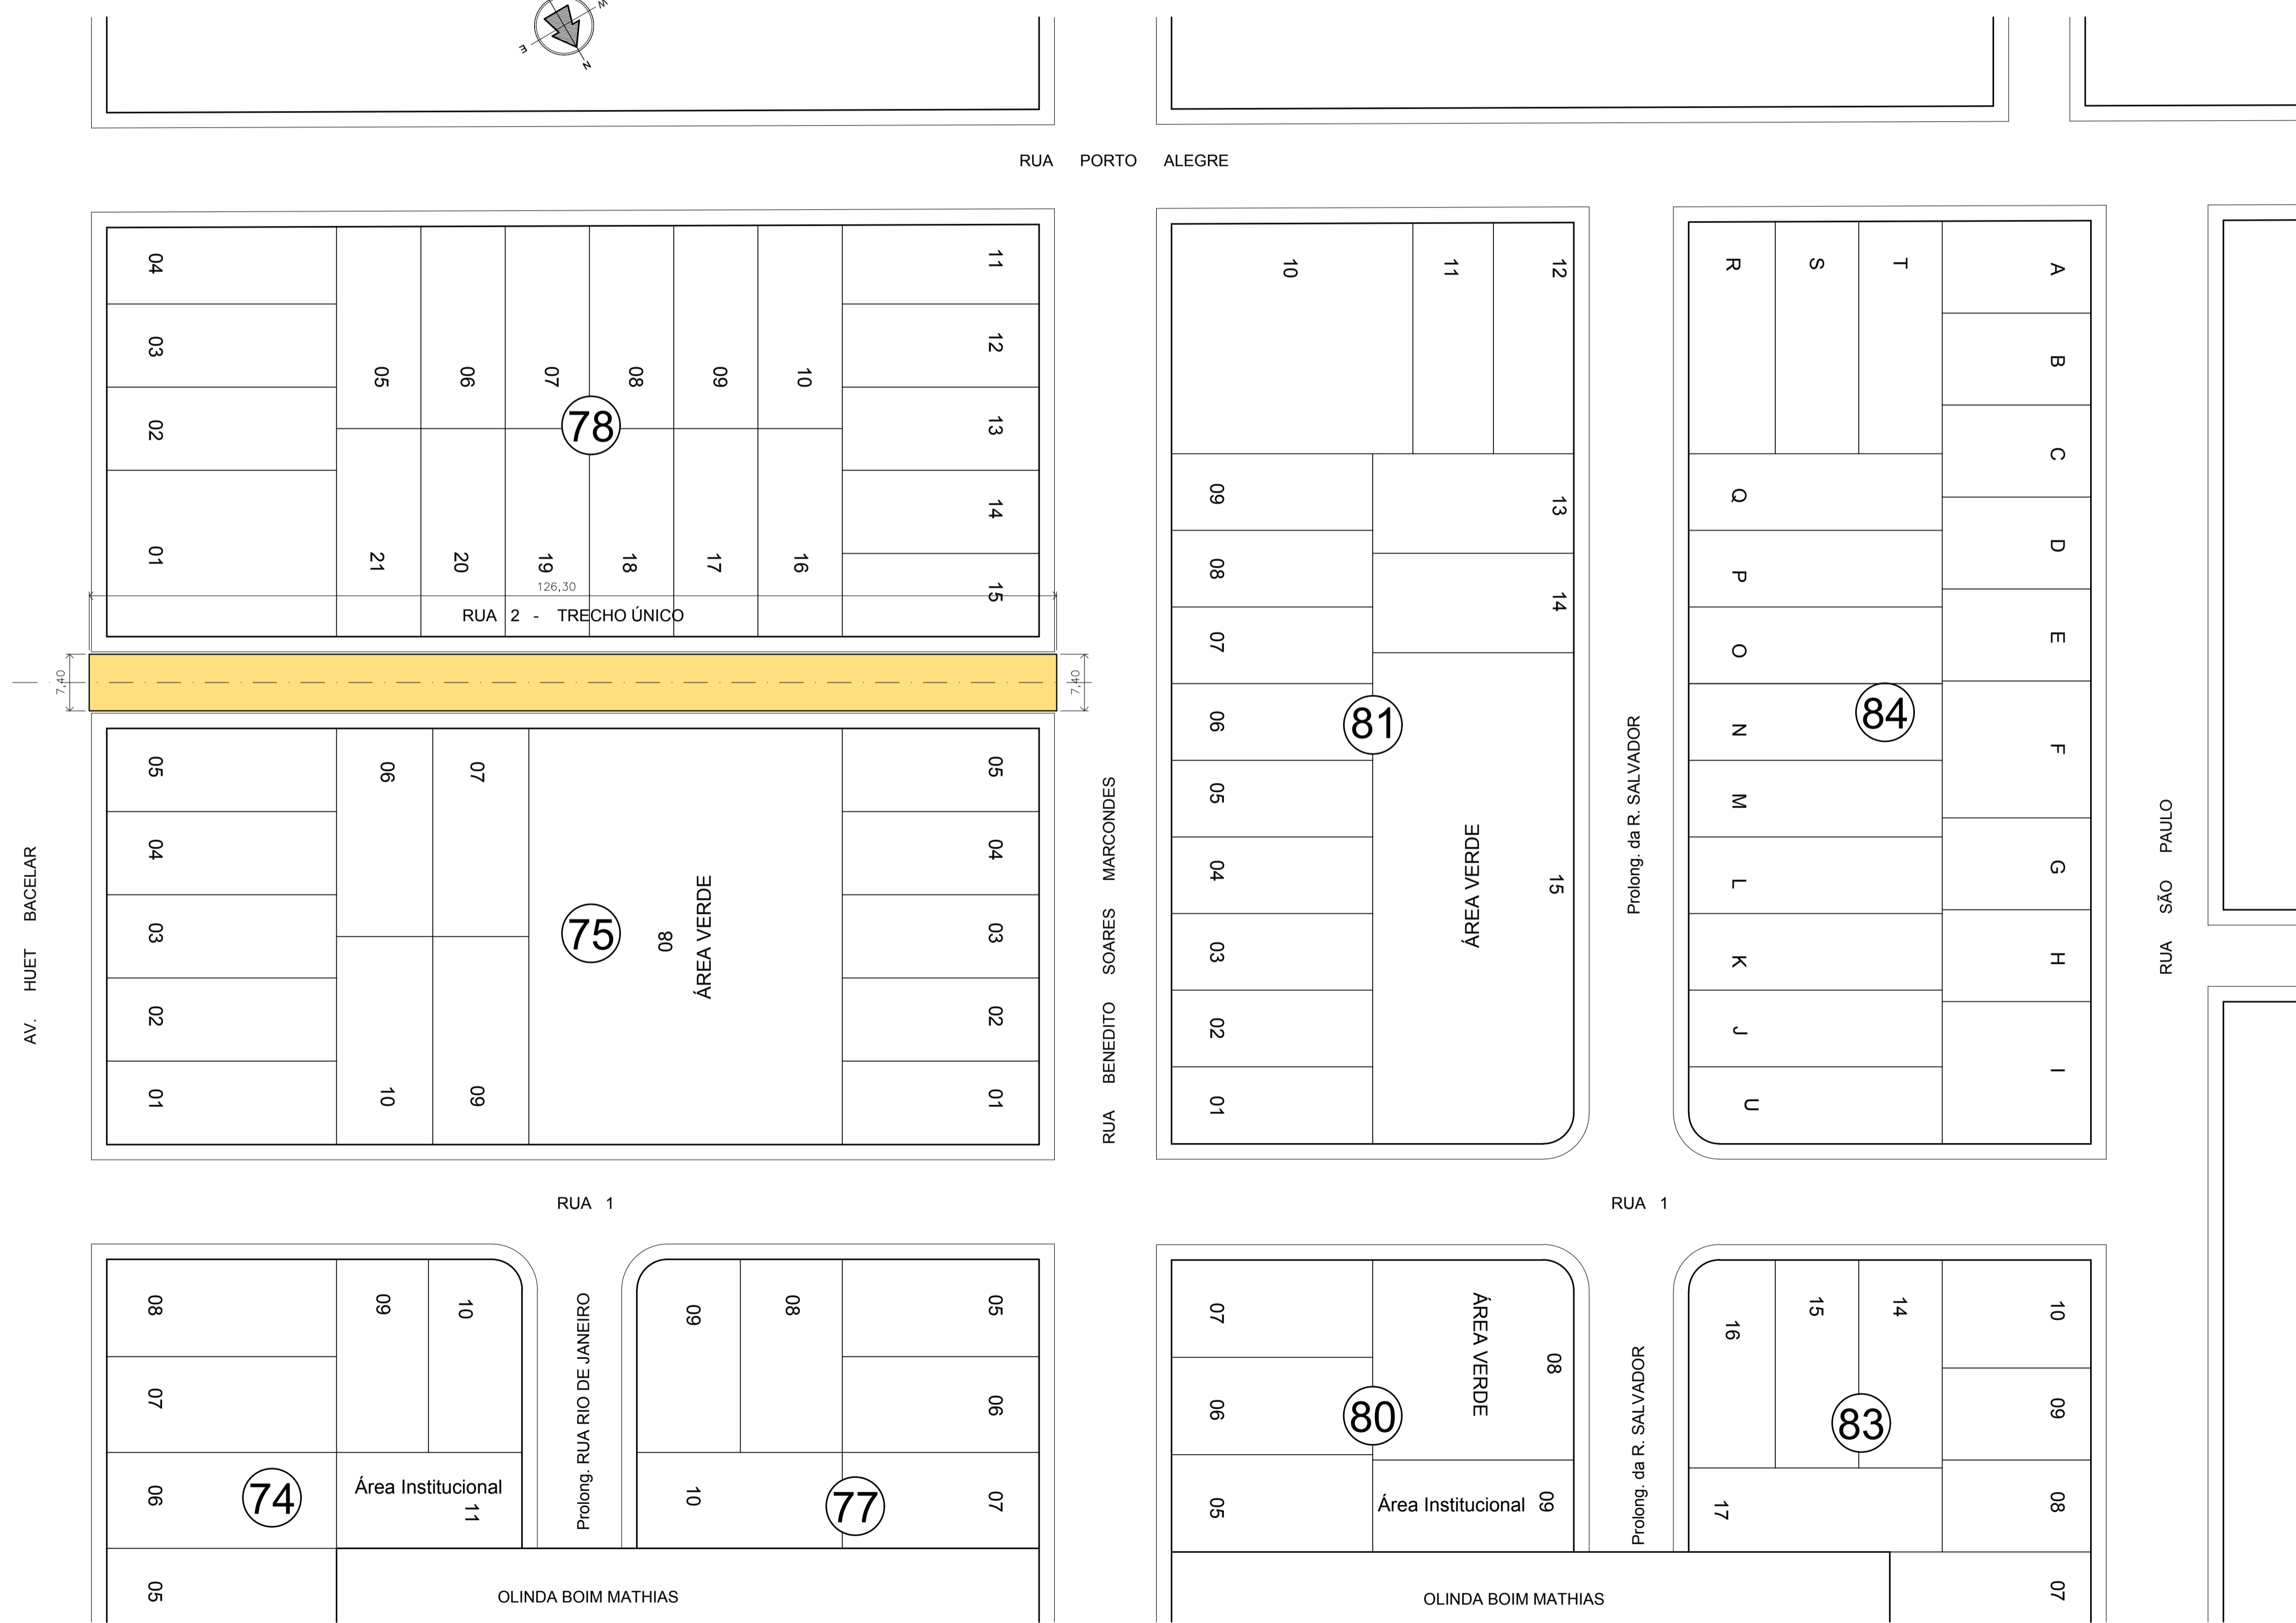 W
E
N
RUA PORTO ALEGRE
04
03
02
01
05
06
07
08
09
10
11
12
13
14
15
78
21
20
19
18
17
16
126,30
RUA 2 - TRECHO ÚNICO
7,40
7,40
10
11
12
09
08
07
06
05
04
03
02
01
13
14
15
81
ÁREA VERDE
R
S
T
Q
P
O
N
M
L
K
J
U
84
A
B
C
D
E
F
G
H
I
05
04
03
02
01
06
07
10
09
75
08
ÁREA VERDE
05
04
03
02
01
AV. HUET BACELAR
RUA BENEDITO SOARES MARCONDES
Prolong. da R. SALVADOR
RUA SÃO PAULO
RUA 1
RUA 1
08
07
06
05
09
10
74
Área Institucional
11
Prolong. RUA RIO DE JANEIRO
09
08
10
77
05
06
07
OLINDA BOIM MATHIAS
07
06
05
80
ÁREA VERDE
08
Área Institucional
09
Prolong. da R. SALVADOR
16
15
14
83
17
10
09
08
07
OLINDA BOIM MATHIAS